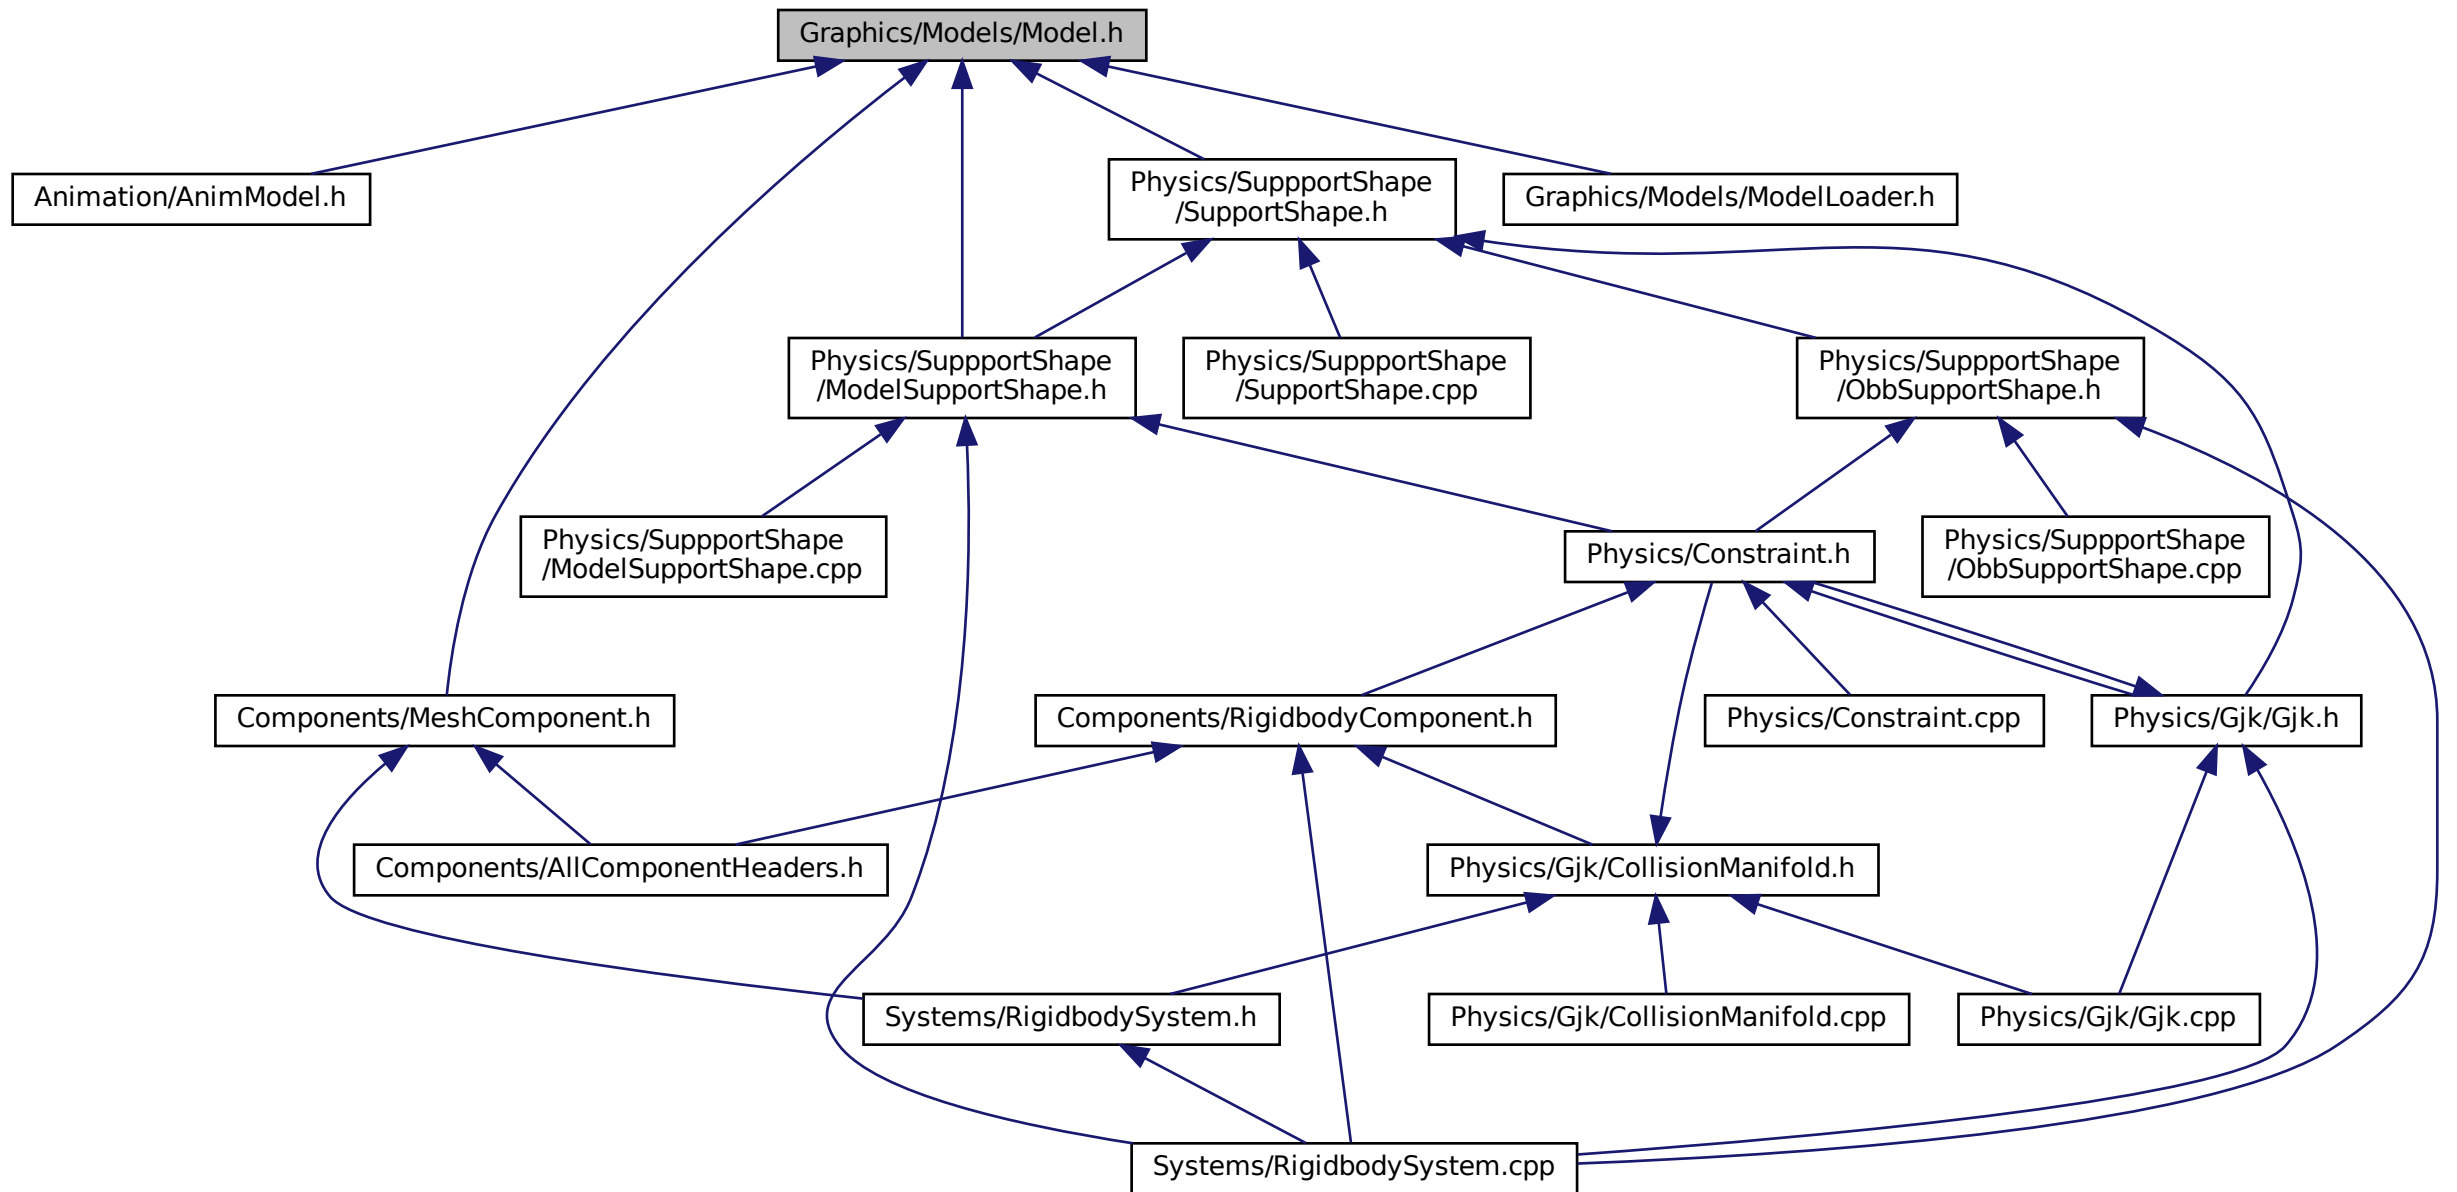 Graphics/Models/Model.h
Animation/AnimModel.h
Physics/SuppportShape
/SupportShape.h
Graphics/Models/ModelLoader.h
Physics/SuppportShape
/ModelSupportShape.h
Physics/SuppportShape
/SupportShape.cpp
Physics/SuppportShape
/ObbSupportShape.h
Physics/SuppportShape
/ModelSupportShape.cpp
Physics/Constraint.h
Physics/SuppportShape
/ObbSupportShape.cpp
Components/MeshComponent.h
Components/RigidbodyComponent.h
Physics/Constraint.cpp
Physics/Gjk/Gjk.h
Components/AllComponentHeaders.h
Physics/Gjk/CollisionManifold.h
Systems/RigidbodySystem.h
Physics/Gjk/CollisionManifold.cpp
Physics/Gjk/Gjk.cpp
Systems/RigidbodySystem.cpp